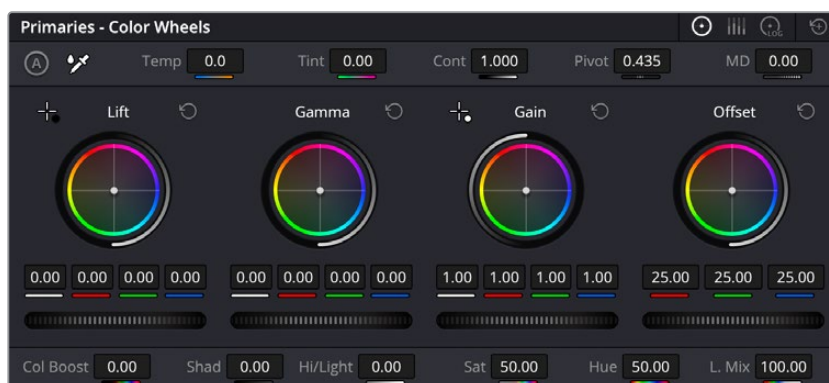 Primaries - Color Wheels
LOG
A Temp 0.0 Tint 0.00 Cont 1.000 Pivot 0.435 MD 0.00
Lift Gamma Gain Offset
0.00 0.00 0.00 0.00 0.00 0.00 0.00 0.00 1.00 1.00 1.00 1.00 25.00 25.00 25.00
Col Boost 0.00 Shad 0.00 Hi/Light 0.00 Sat 50.00 Hue 50.00 L. Mix 100.00